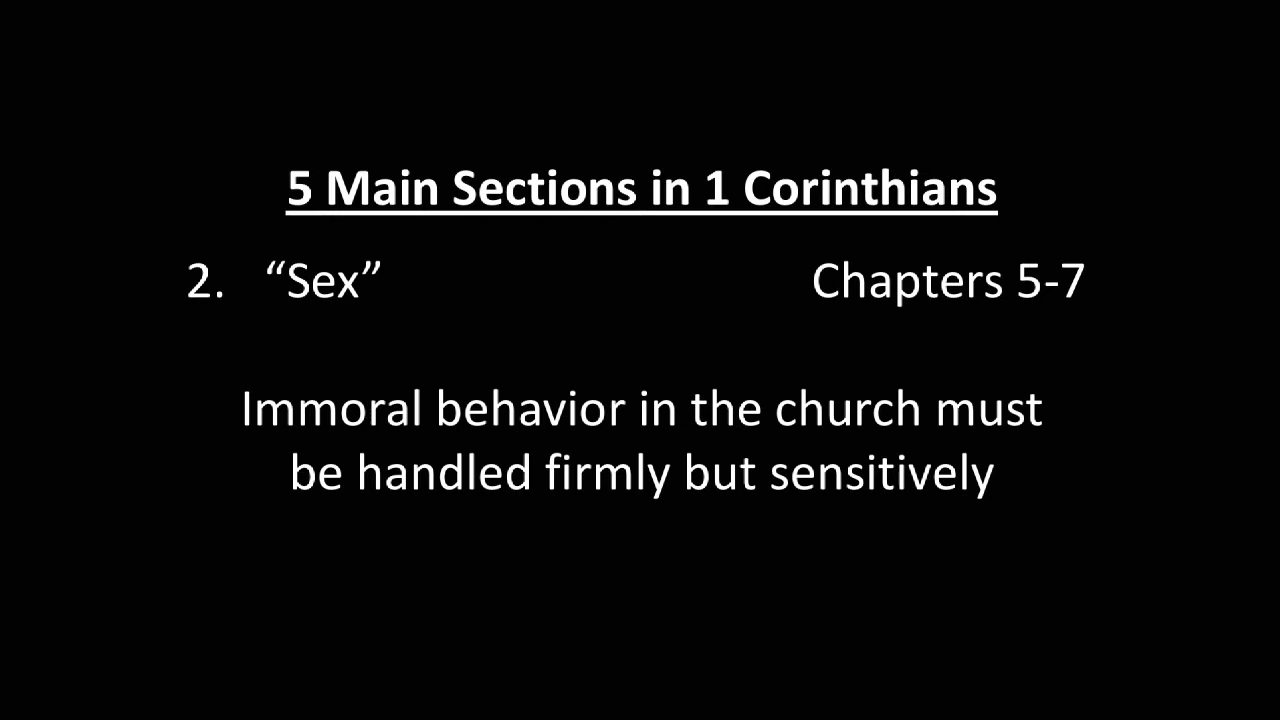 5 Main Sections in 1 Corinthians
2. “Sex” Chapters 5-7
Immoral behavior in the church must
be handled firmly but sensitively